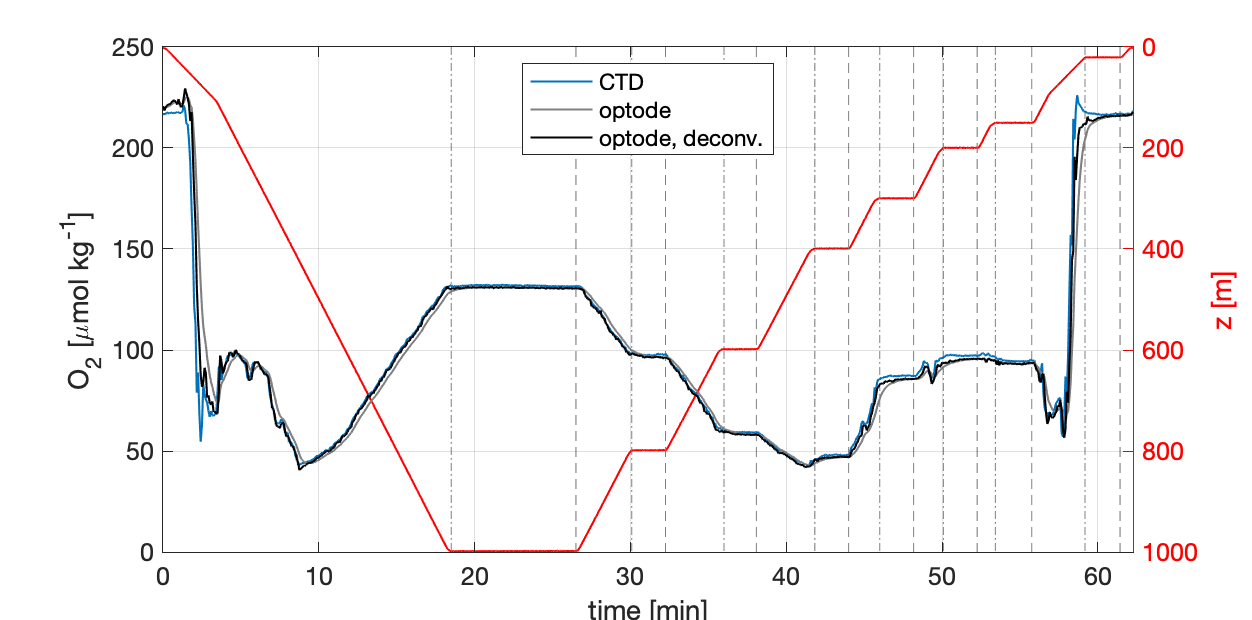 250
200
150
100
50
0
O₂ [μmol kg⁻¹]
CTD
optode
optode, deconv.
0
200
400
600
800
1000
z [m]
0 10 20 30 40 50 60
time [min]